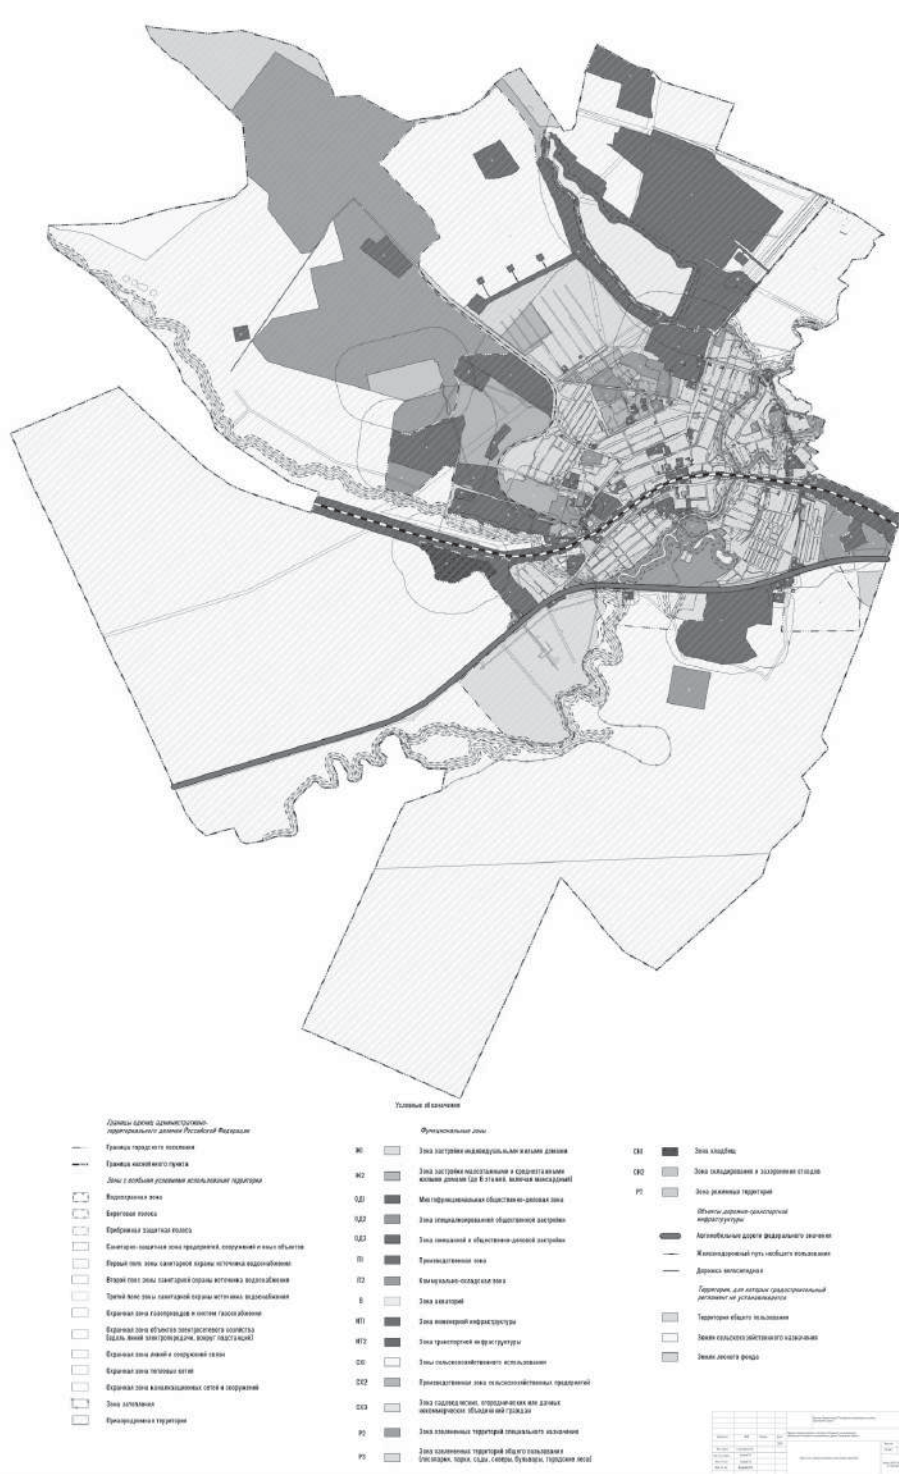 Условные обозначения
Границы единиц административно-
территориального деления Российской Федерации
Граница городского поселения
Граница населённого пункта
Зоны с особыми условиями использования территории
Водоохранная зона
Береговая полоса
Прибрежная защитная полоса
Санитарно-защитная зона предприятий, сооружений и иных объектов
Первый пояс зоны санитарной охраны источника водоснабжения
Второй пояс зоны санитарной охраны источника водоснабжения
Третий пояс зоны санитарной охраны источника водоснабжения
Охранная зона газопроводов и систем газоснабжения
Охранная зона объектов электросетевого хозяйства
(вдоль линий электропередачи, вокруг подстанций)
Охранная зона линий и сооружений связи
Охранная зона тепловых сетей
Охранная зона канализационных сетей и сооружений
Зона затопления
Приаэродромная территория
Функциональные зоны
Ж1 Зона застройки индивидуальными жилыми домами
Ж2 Зона застройки малоэтажными и среднеэтажными
жилыми домами (до 8 этажей, включая мансардный)
ОД1 Многофункциональная общественно-деловая зона
ОД2 Зона специализированной общественной застройки
ОД3 Зона смешанной и общественно-деловой застройки
П1 Производственная зона
П2 Коммунально-складская зона
В Зона акваторий
ИТ1 Зона инженерной инфраструктуры
ИТ2 Зона транспортной инфраструктуры
СХ1 Зоны сельскохозяйственного использования
СХ2 Производственная зона сельскохозяйственных предприятий
СХ3 Зона садоводческих, огороднических или дачных
некоммерческих объединений граждан
Р2 Зона озелененных территорий специального назначения
Р1 Зона озелененных территорий общего пользования
(лесопарки, парки, сады, скверы, бульвары, городские леса)
СН1 Зона кладбищ
СН2 Зона складирования и захоронения отходов
Зона режимных территорий
Объекты дорожно-транспортной
инфраструктуры
Автомобильные дороги федерального значения
Железнодорожный путь необщего пользования
Дорожка велосипедная
Территории, для которых градостроительный
регламент не устанавливается
Территории общего пользования
Земли сельскохозяйственного назначения
Земли лесного фонда